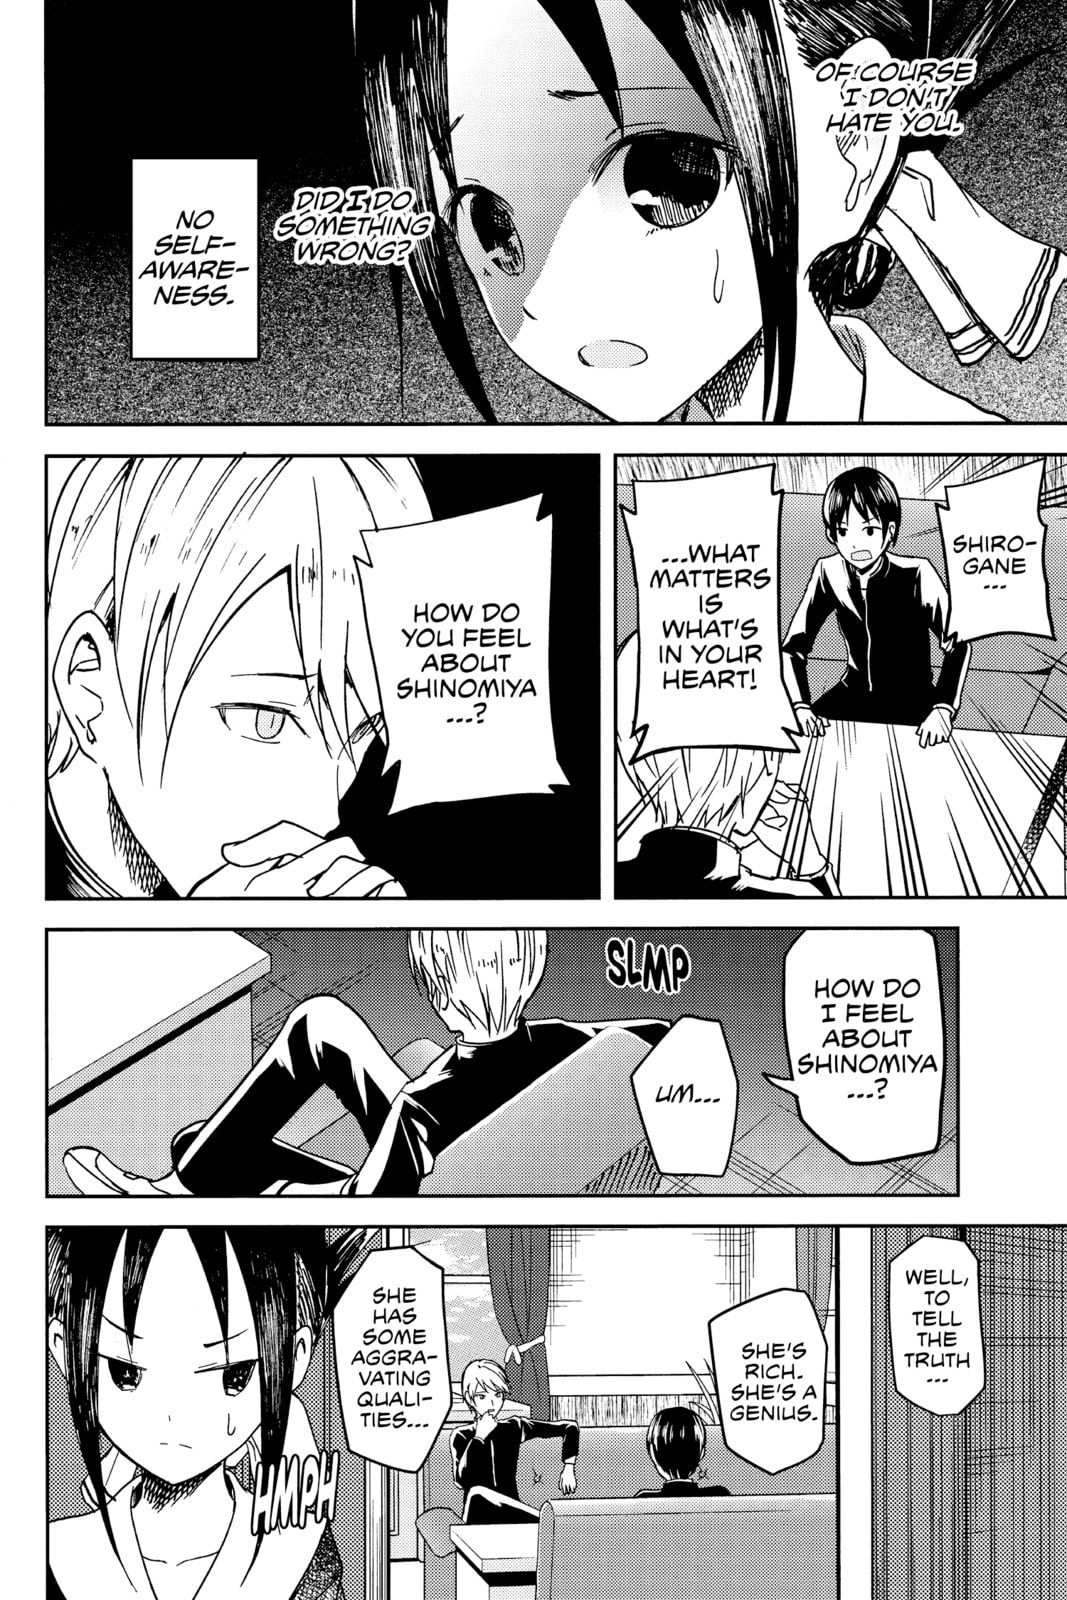 OF COURSE
I DON'T
HATE YOU.
DID I DO
SOMETHING
WRONG?
NO
SELF-
AWARE-
NESS.
SHIRO-
GANE
...
...WHAT
MATTERS
IS
WHAT'S
IN YOUR
HEART!
HOW DO
YOU FEEL
ABOUT
SHINOMIYA
...?
HOW DO
I FEEL
ABOUT
SHINOMIYA
...?
SLMP
UM...
WELL,
TO
TELL
THE
TRUTH
...
SHE'S
RICH.
SHE'S A
GENIUS.
SHE
HAS
SOME
AGGRA-
VATING
QUALI-
TIES...
HMPH